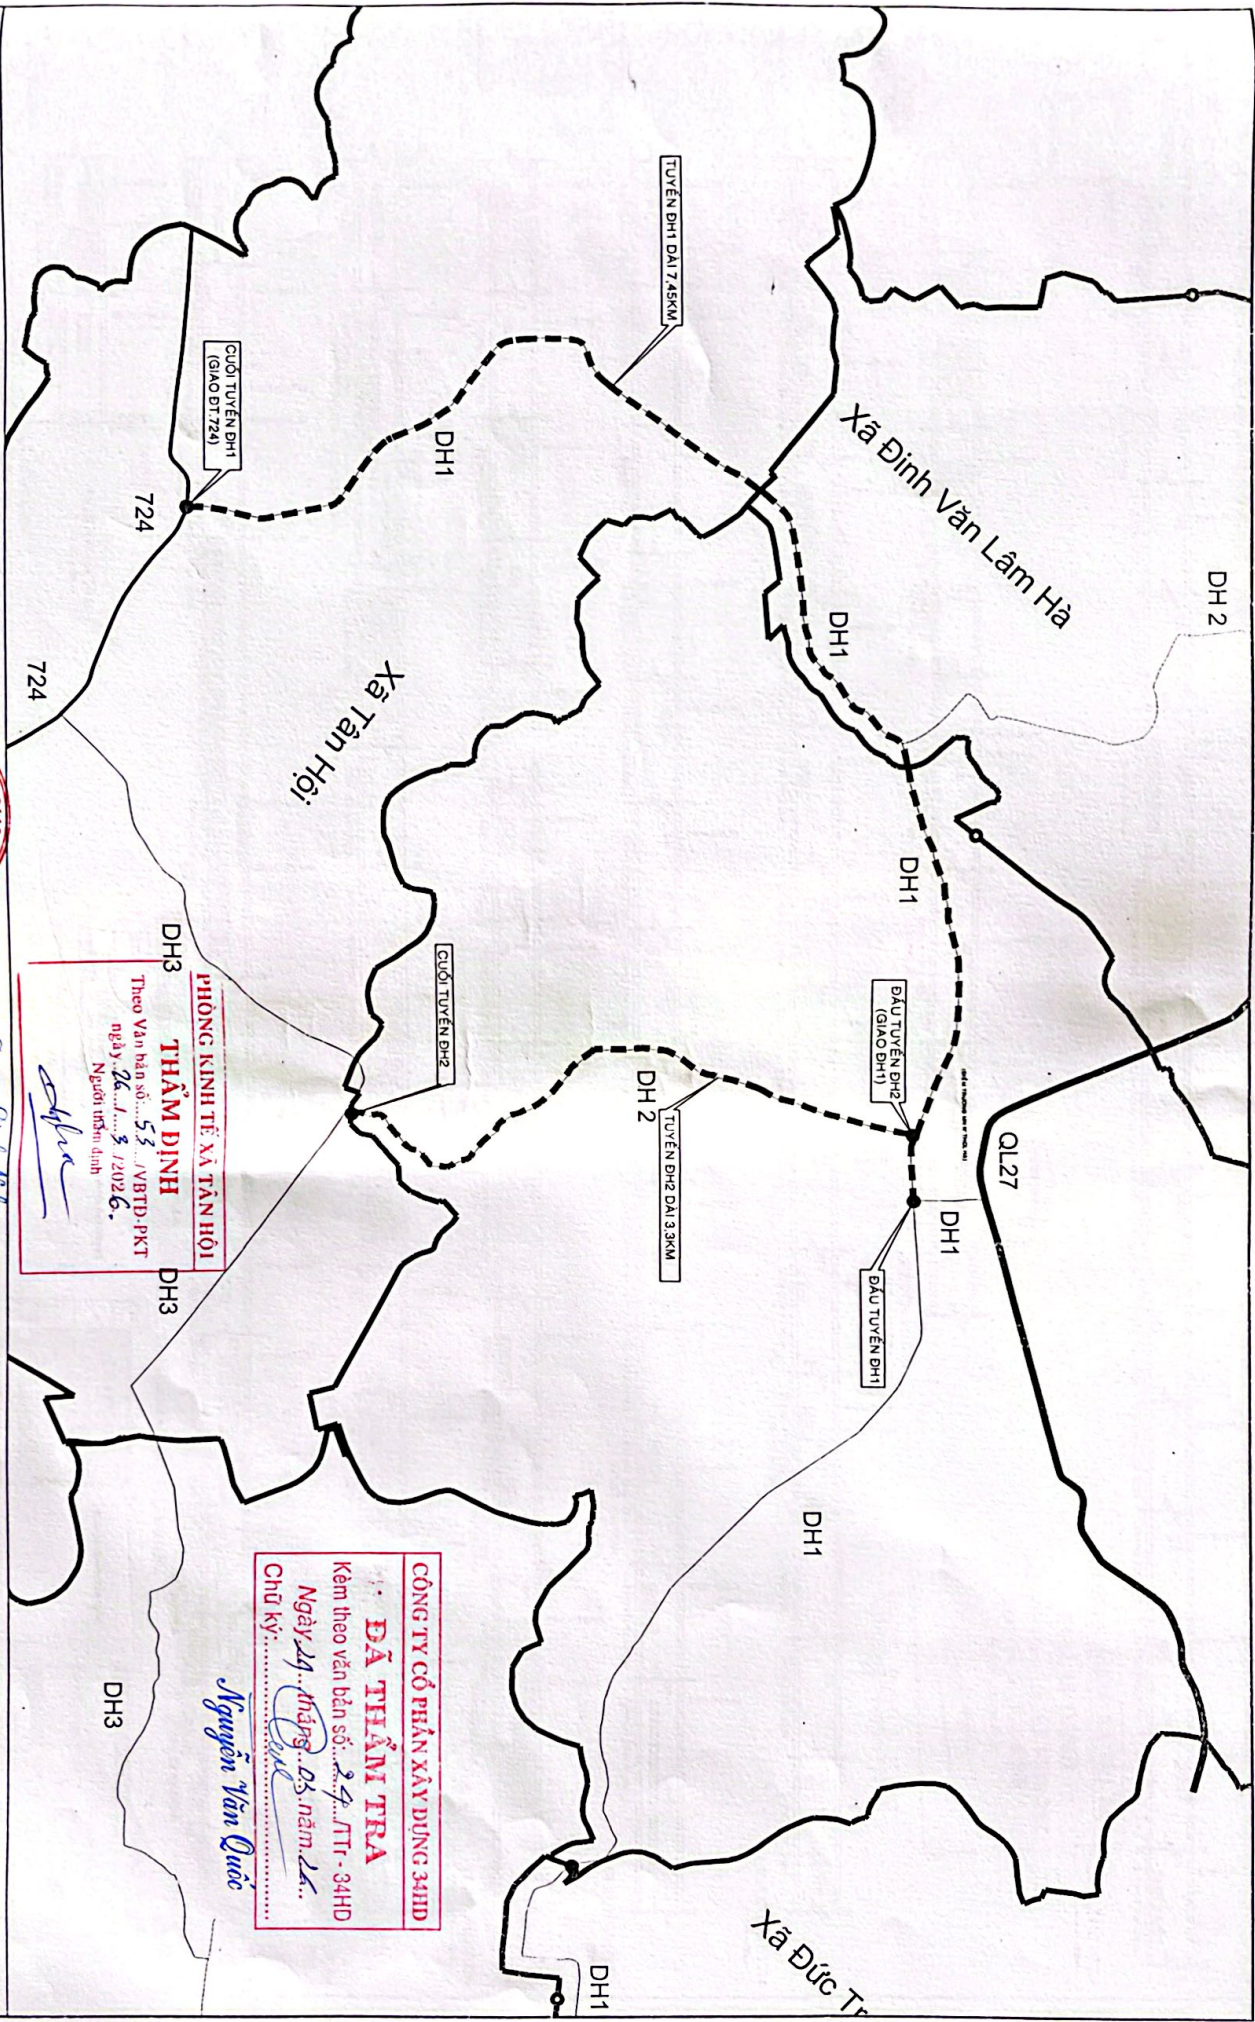 DH 2
Xã Đinh Văn Lâm Hà
QL27
Xã Đức Tr
TUYẾN ĐH1 DÀI 7,45KM
DH1
DH1
DH1
ĐẦU TUYẾN ĐH2
(GIAO ĐH1)
DH1
ĐẦU TUYẾN ĐH1
DH1
DH1
DH 2
TUYẾN ĐH2 DÀI 3,3KM
CUỐI TUYẾN ĐH2
CUỐI TUYẾN ĐH1
(GIAO ĐT.724)
724
724
Xã Tân Hội
DH3
DH3
DH3
PHÒNG KINH TẾ XÃ TÂN HỘI
THẨM ĐỊNH
Theo Văn bản số...53.../VBTD-PKT
ngày..26../...3../2026.
Người thẩm định
CÔNG TY CỔ PHẦN XÂY DỰNG 34HD
ĐÃ THẨM TRA
Kèm theo văn bản số:..24../TTr - 34HD
Ngày..19..tháng..03.năm.26..
Chữ ký:..............
Nguyễn Văn Quốc